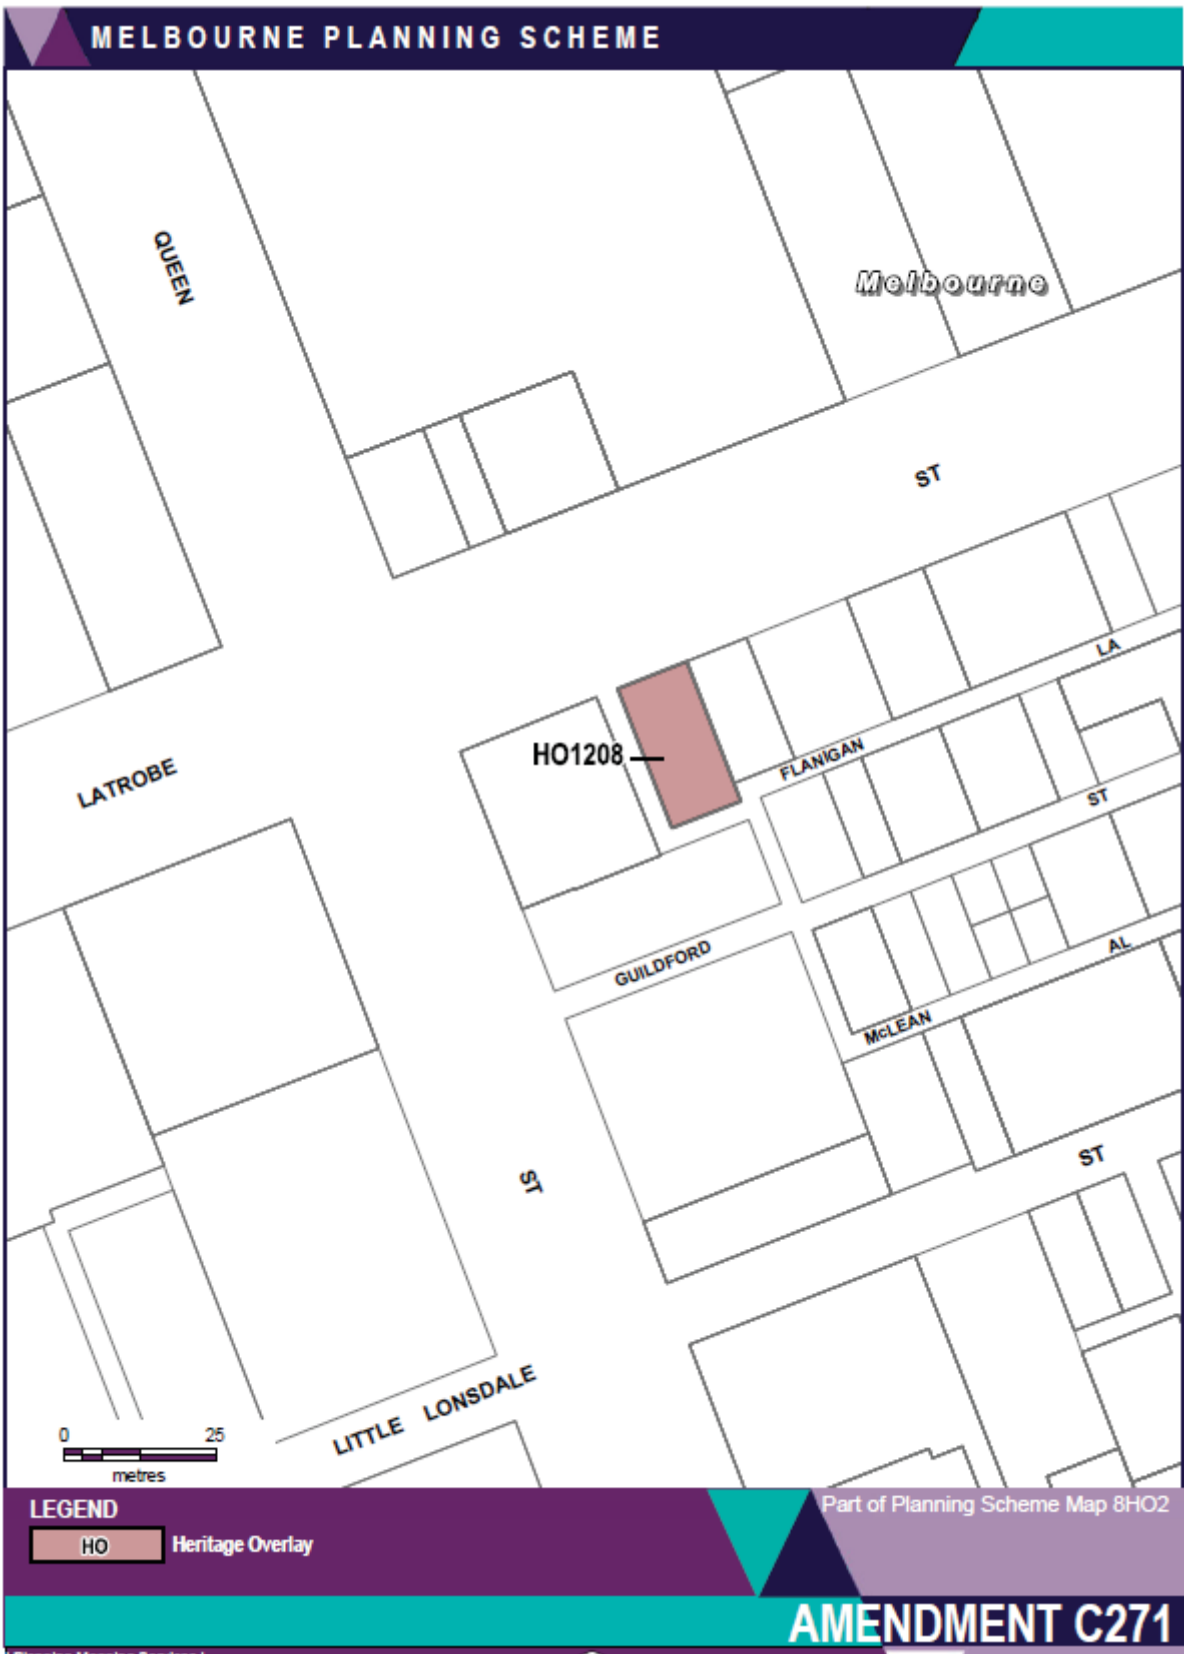 MELBOURNE PLANNING SCHEME
QUEEN
Melbourne
ST
LA
HO1208
FLANIGAN
LATROBE
ST
GUILDFORD
AL
McLEAN
ST
ST
LITTLE LONSDALE
0 25
metres
LEGEND
Part of Planning Scheme Map 8HO2
HO Heritage Overlay
AMENDMENT C271